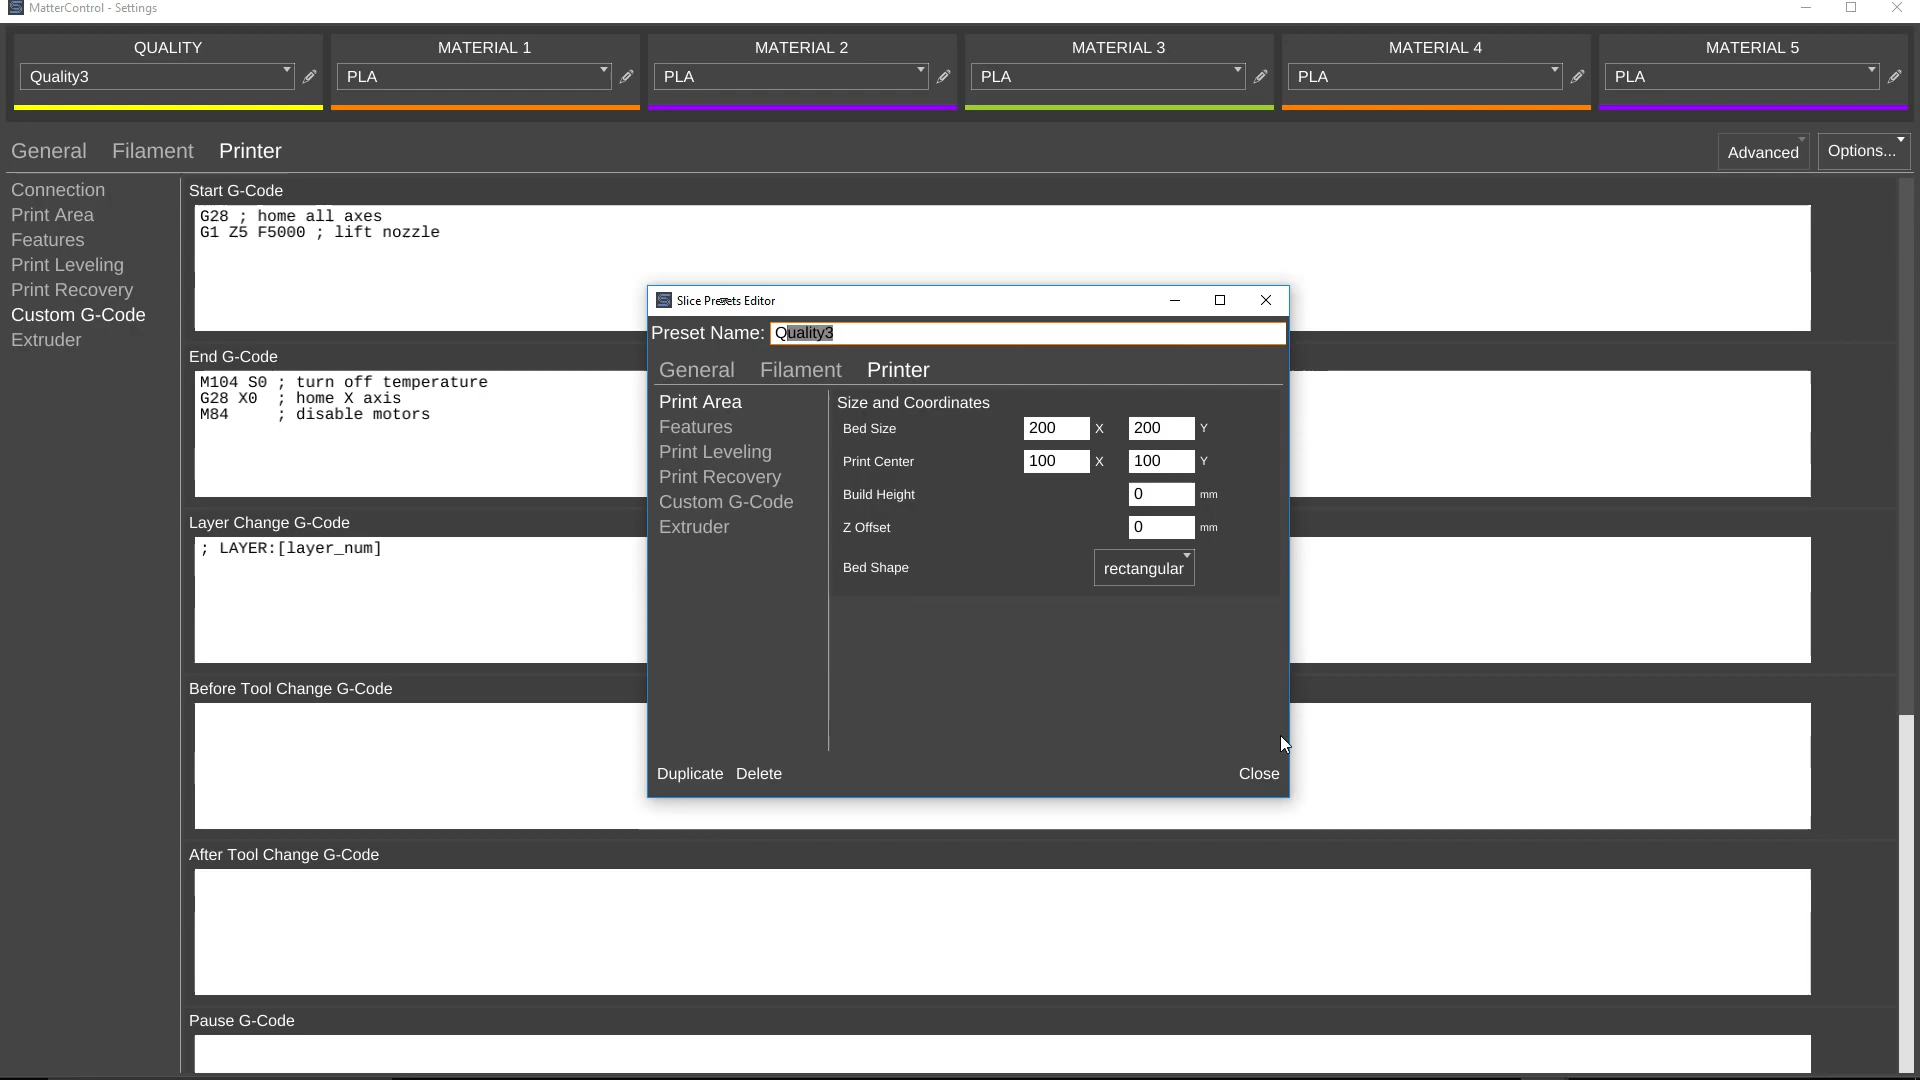 MatterControl - Settings
QUALITY
Quality3
MATERIAL 1
PLA
MATERIAL 2
PLA
MATERIAL 3
PLA
MATERIAL 4
PLA
MATERIAL 5
PLA
General Filament Printer
Advanced
Options...
Connection
Print Area
Features
Print Leveling
Print Recovery
Custom G-Code
Extruder
Start G-Code
G28 ; home all axes
G1 Z5 F5000 ; lift nozzle
End G-Code
M104 S0 ; turn off temperature
G28 X0  ; home X axis
M84     ; disable motors
Layer Change G-Code
; LAYER:[layer_num]
Before Tool Change G-Code
After Tool Change G-Code
Pause G-Code
Slice Presets Editor
Preset Name: Quality3
General Filament Printer
Print Area
Features
Print Leveling
Print Recovery
Custom G-Code
Extruder
Size and Coordinates
Bed Size 200 X 200 Y
Print Center 100 X 100 Y
Build Height 0 mm
Z Offset 0 mm
Bed Shape rectangular
Duplicate Delete Close